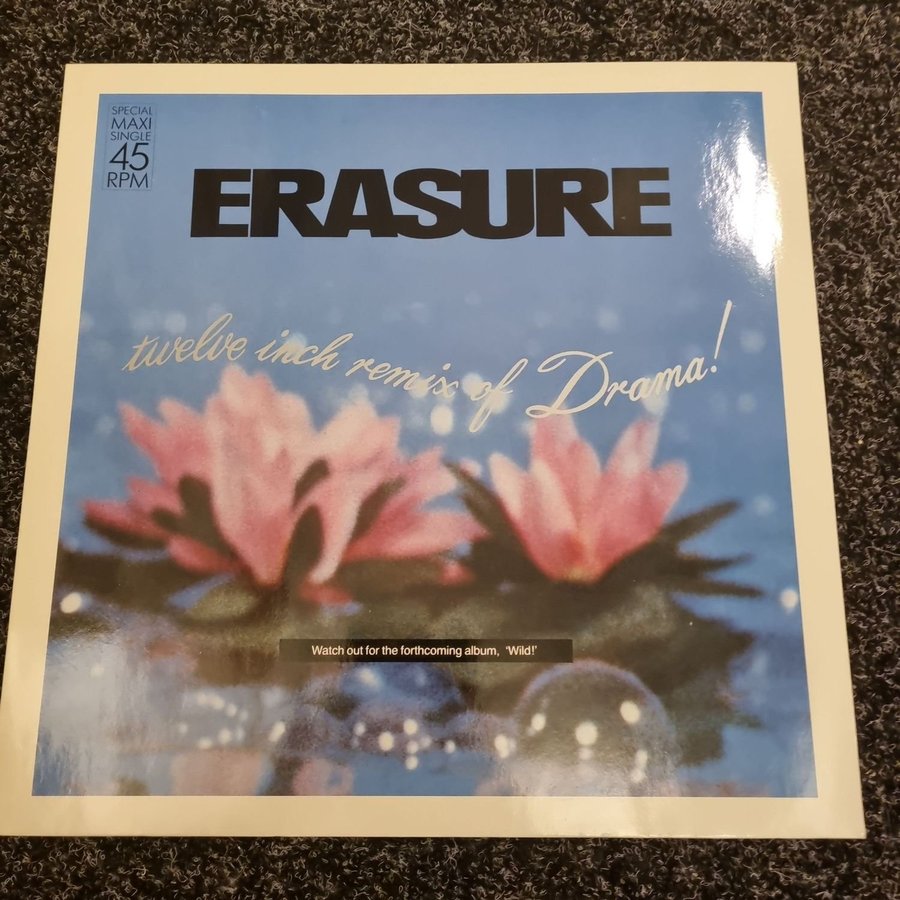 SPECIAL
MAXI
SINGLE
45
RPM
ERASURE
twelve inch remix of Drama!
Watch out for the forthcoming album, 'Wild!'